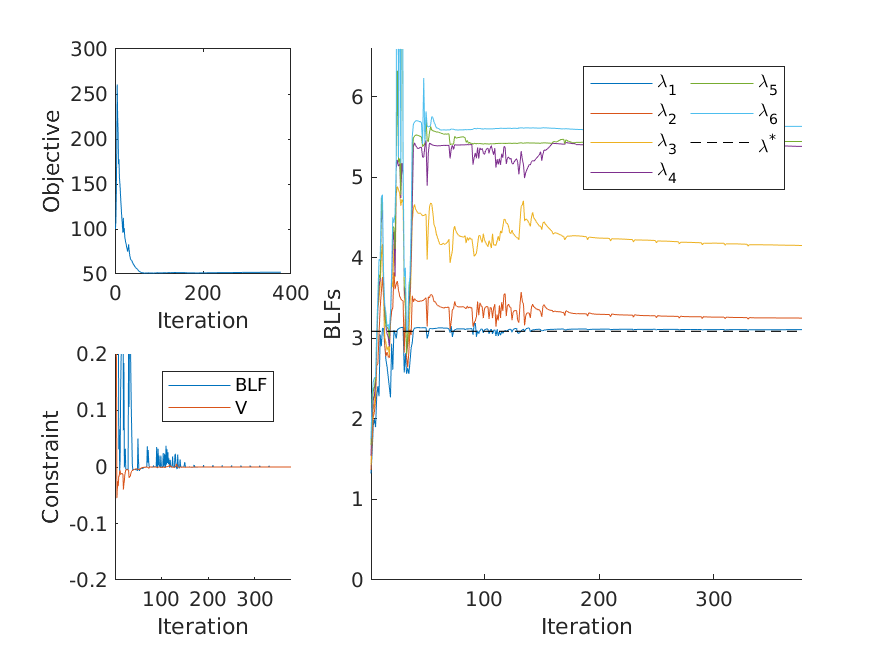 300
250
200
150
100
50
0
200
400
Objective
Iteration
0.2
0.1
0
-0.1
-0.2
100
200
300
Constraint
Iteration
BLF
V
6
5
4
3
2
1
0
100
200
300
BLFs
Iteration
λ1
λ2
λ3
λ4
λ5
λ6
λ*